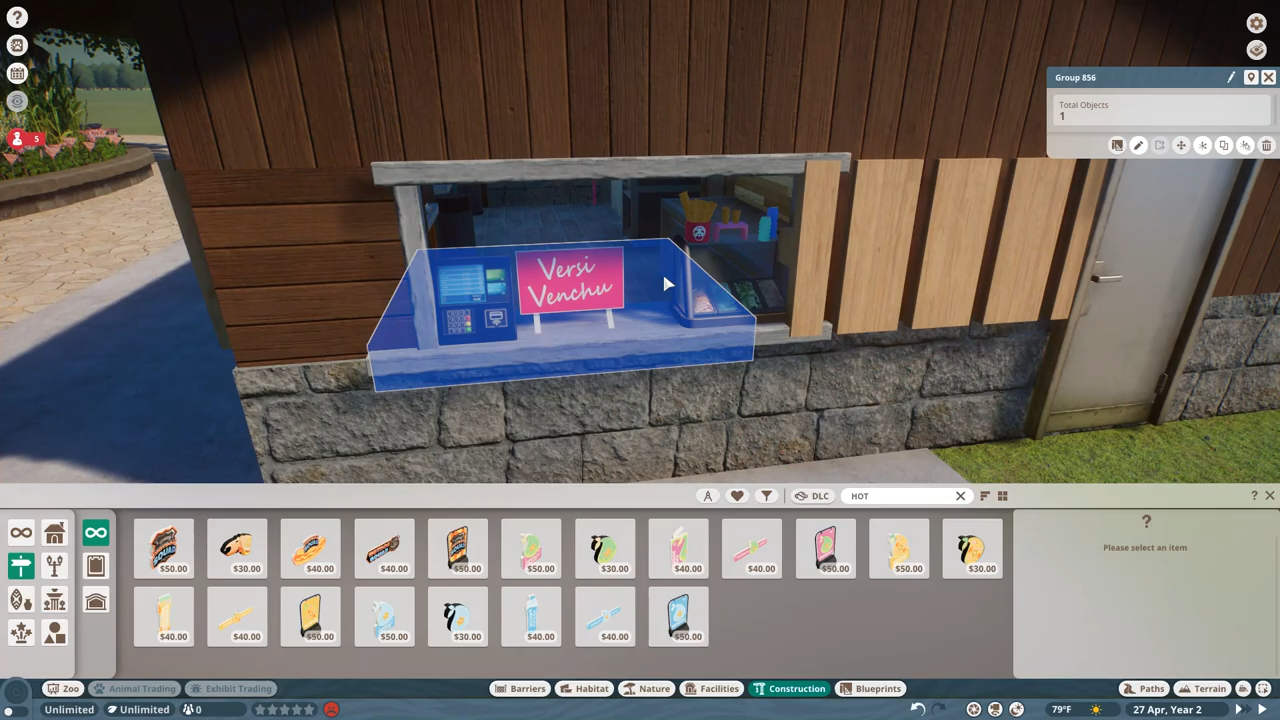 Group 856
Total Objects
1
5
Versi
Venchu
DLC
HOT
$50.00
$30.00
$40.00
$40.00
$50.00
$50.00
$30.00
$40.00
$40.00
$50.00
$50.00
$30.00
$40.00
$40.00
$50.00
$50.00
$30.00
$40.00
$40.00
$50.00
?
?
?
Please select an item
Zoo
Animal Trading
Exhibit Trading
Barriers
Habitat
Nature
Facilities
Construction
Blueprints
Paths
Terrain
Unlimited
Unlimited
0
79°F
27 Apr, Year 2